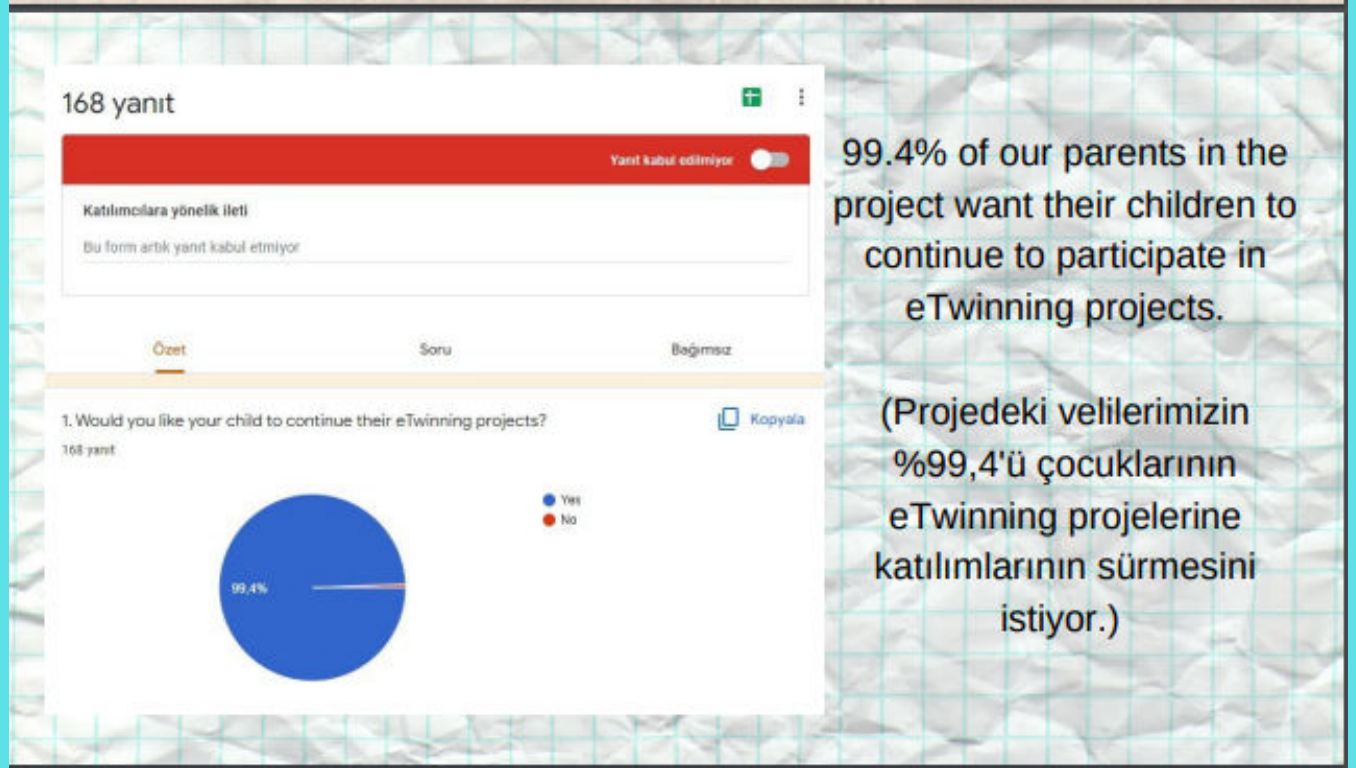 168 yanıt
Yanıt kabul edilmiyor
Katılımcılara yönelik ileti
Bu form artık yanıt kabul etmiyor
Özet
Soru
Bağımsız
1. Would you like your child to continue their eTwinning projects?
Kopyala
168 yanıt
Yes
No
99,4%
99.4% of our parents in the
project want their children to
continue to participate in
eTwinning projects.
(Projedeki velilerimizin
%99,4'ü çocuklarının
eTwinning projelerine
katılımlarının sürmesini
istiyor.)